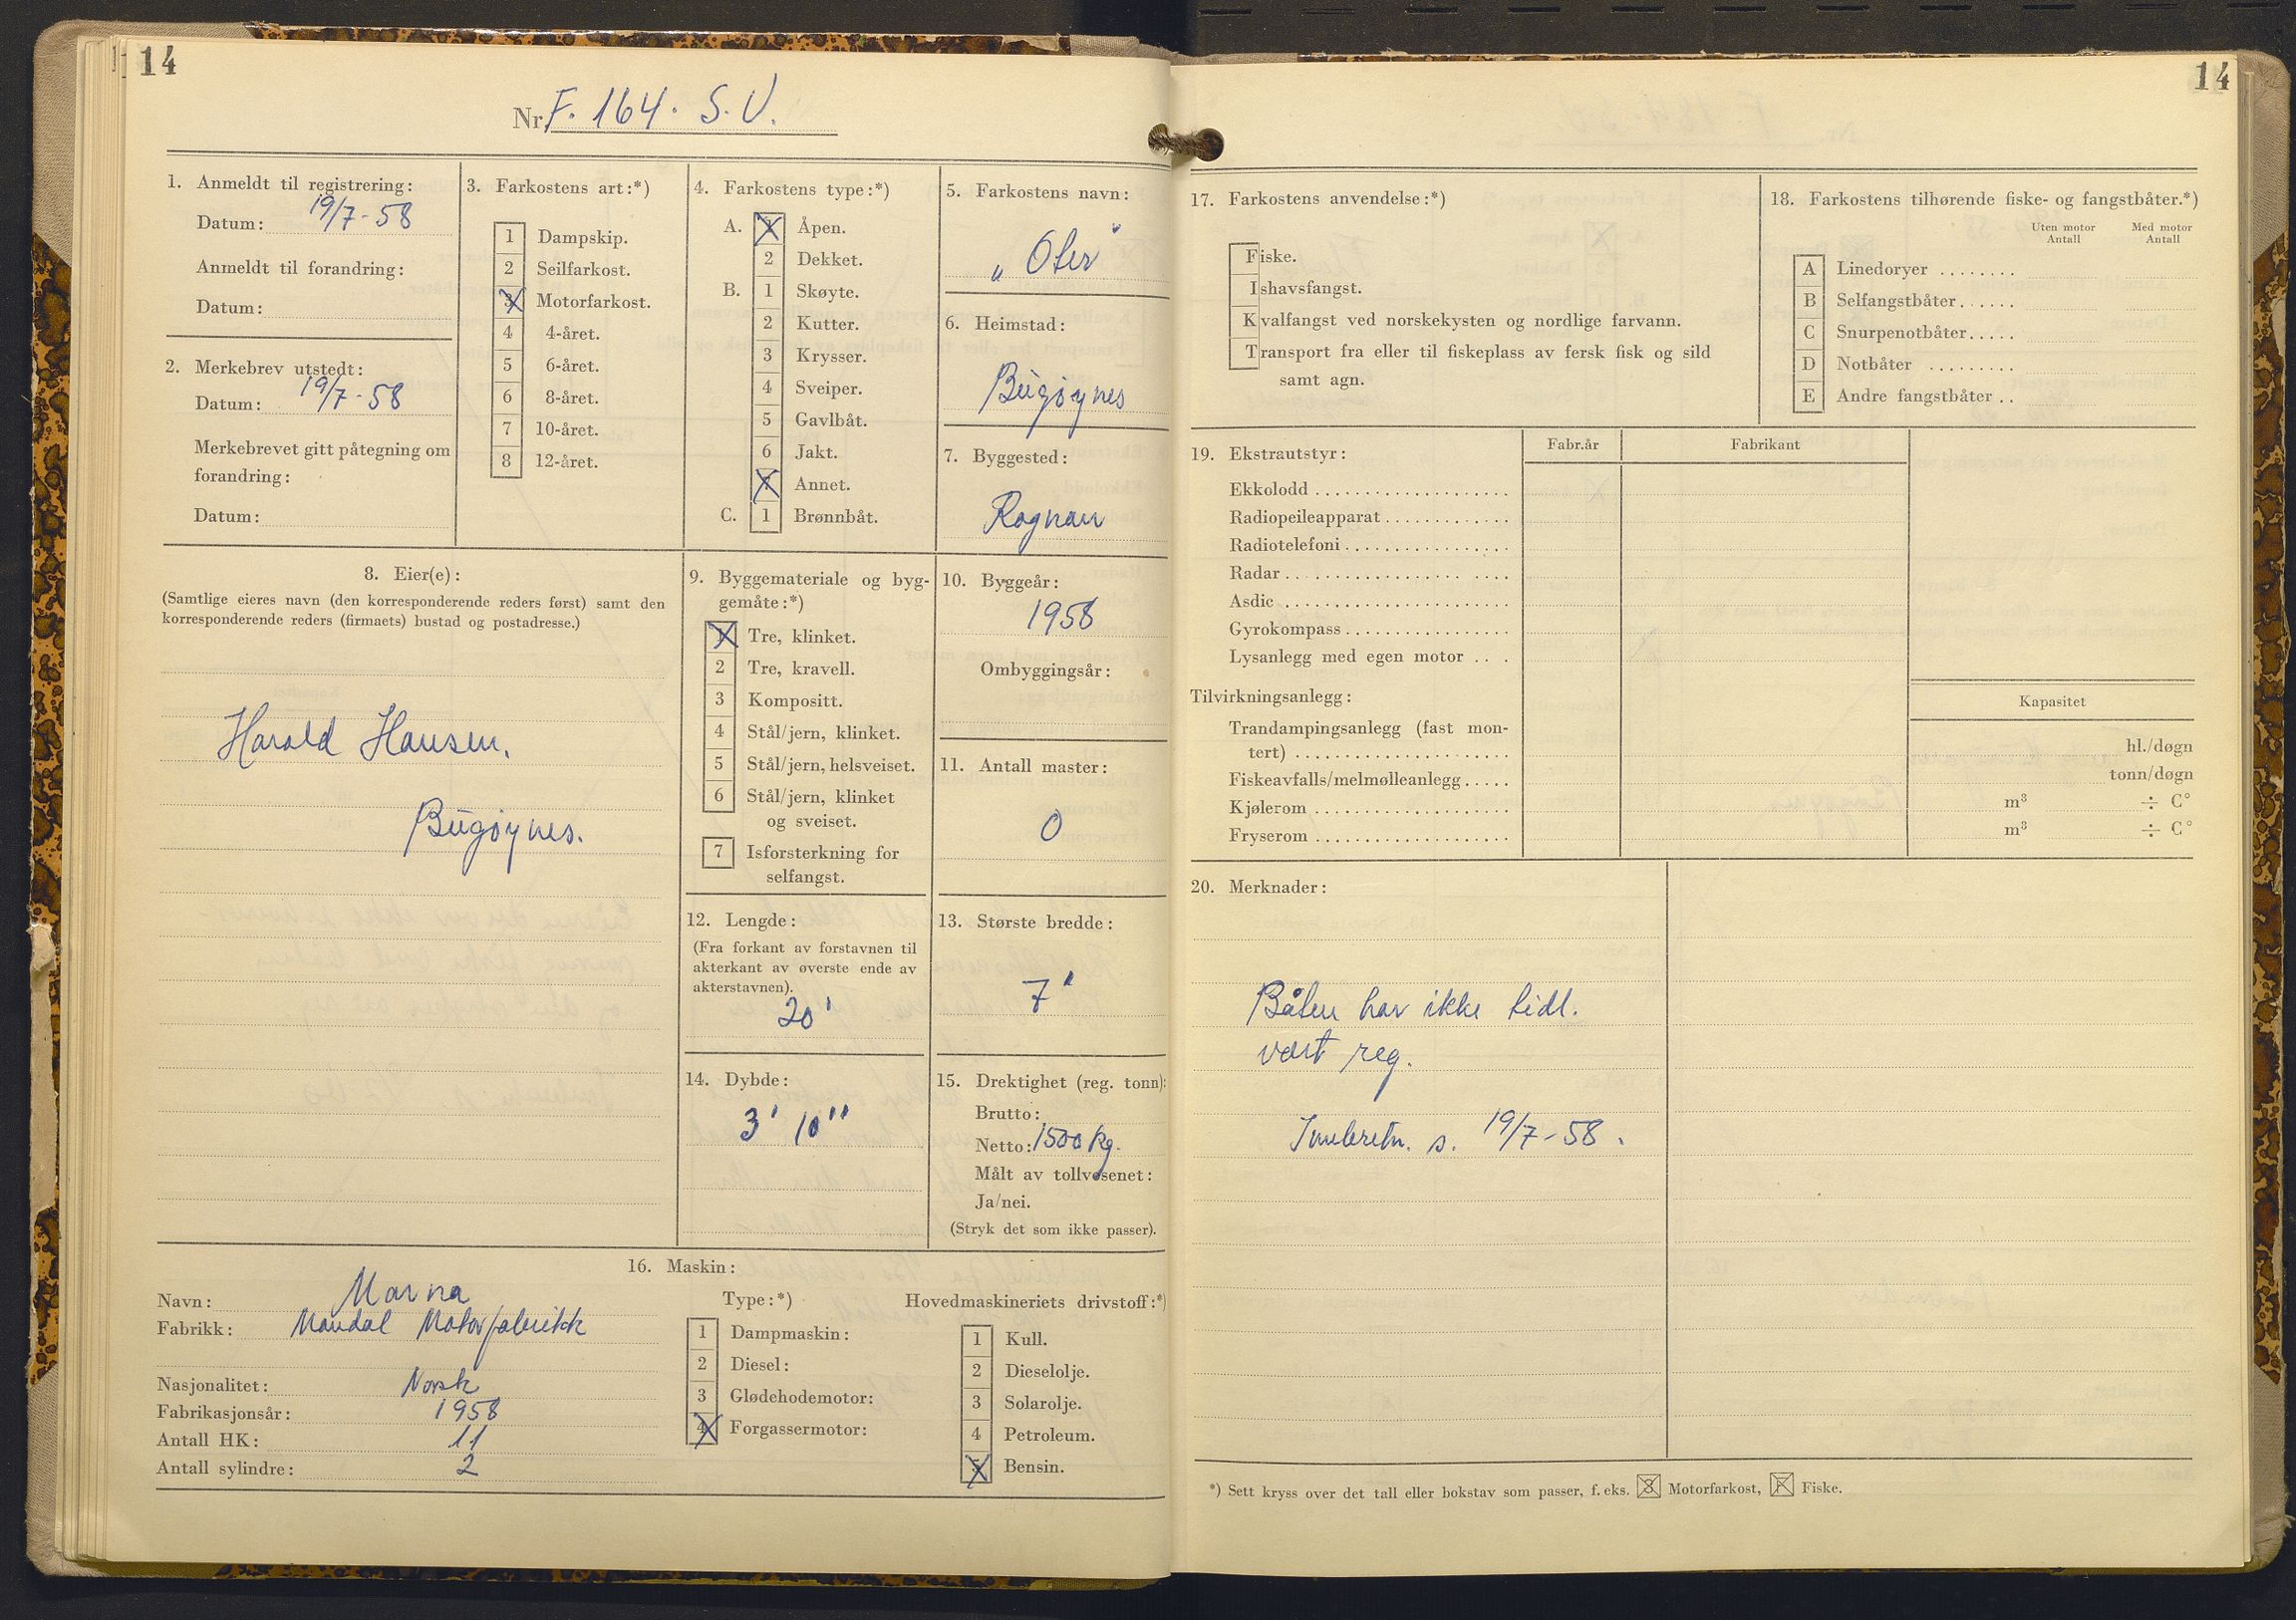 14
Nr. F. 164. S. V.
1. Anmeldt til registrering:
Datum: 19/7-58
Anmeldt til forandring:
Datum:
2. Merkebrev utstedt:
Datum: 19/7-58
Merkebrevet gitt påtegning om
forandring:
Datum:
3. Farkostens art:*)
1 Dampskip.
2 Seilfarkost.
3 Motorfarkost.
4 4-året.
5 6-året.
6 8-året.
7 10-året.
8 12-året.
4. Farkostens type:*)
A. 1 Åpen.
2 Dekket.
B. 1 Skøyte.
2 Kutter.
3 Krysser.
4 Sveiper.
5 Gavlbåt.
6 Jakt.
7 Annet.
C. 1 Brønnbåt.
5. Farkostens navn:
„Oter"
6. Heimstad:
Bugøynes
7. Byggested:
Rognan
8. Eier(e):
(Samtlige eieres navn (den korresponderende reders først) samt den
korresponderende reders (firmaets) bustad og postadresse.)
Harald Hansen.
Bugøynes.
9. Byggemateriale og byg-
gemåte:*)
1 Tre, klinket.
2 Tre, kravell.
3 Kompositt.
4 Stål/jern, klinket.
5 Stål/jern, helsveiset.
6 Stål/jern, klinket
og sveiset.
7 Isforsterkning for
selfangst.
10. Byggeår:
1958
Ombyggingsår:
11. Antall master:
0
12. Lengde:
(Fra forkant av forstavnen til
akterkant av øverste ende av
akterstavnen).
20'
13. Største bredde:
7'
14. Dybde:
3' 10"
15. Drektighet (reg. tonn):
Brutto:
Netto: 1500 kg.
Målt av tollvesenet:
Ja/nei.
(Stryk det som ikke passer).
16. Maskin:
Navn: Marna
Fabrikk: Mandal Motorfabrikk
Nasjonalitet: Norsk
Fabrikasjonsår: 1958
Antall HK: 11
Antall sylindre: 2
Type:*)
1 Dampmaskin:
2 Diesel:
3 Glødehodemotor:
4 Forgassermotor:
Hovedmaskineriets drivstoff:*)
1 Kull.
2 Dieselolje.
3 Solarolje.
4 Petroleum.
5 Bensin.
14
17. Farkostens anvendelse:*)
Fiske.
Ishavsfangst.
Kvalfangst ved norskekysten og nordlige farvann.
Transport fra eller til fiskeplass av fersk fisk og sild
samt agn.
18. Farkostens tilhørende fiske- og fangstbåter.*)
Uten motor Antall
Med motor Antall
A Linedoryer ........
B Selfangstbåter......
C Snurpenotbåter.....
D Notbåter .........
E Andre fangstbåter ..
19. Ekstrautstyr:
Fabr.år
Fabrikant
Ekkolodd
Radiopeileapparat
Radiotelefoni
Radar
Asdic
Gyrokompass
Lysanlegg med egen motor
Tilvirkningsanlegg:
Kapasitet
Trandampingsanlegg (fast mon-
tert) hl./døgn
Fiskeavfalls/melmølleanlegg..... tonn/døgn
Kjølerom m³ ÷ C°
Fryserom m³ ÷ C°
20. Merknader:
Båten har ikke tidl.
vært reg.
Innberetn. s. 19/7-58.
*) Sett kryss over det tall eller bokstav som passer, f. eks. 3 Motorfarkost, F Fiske.